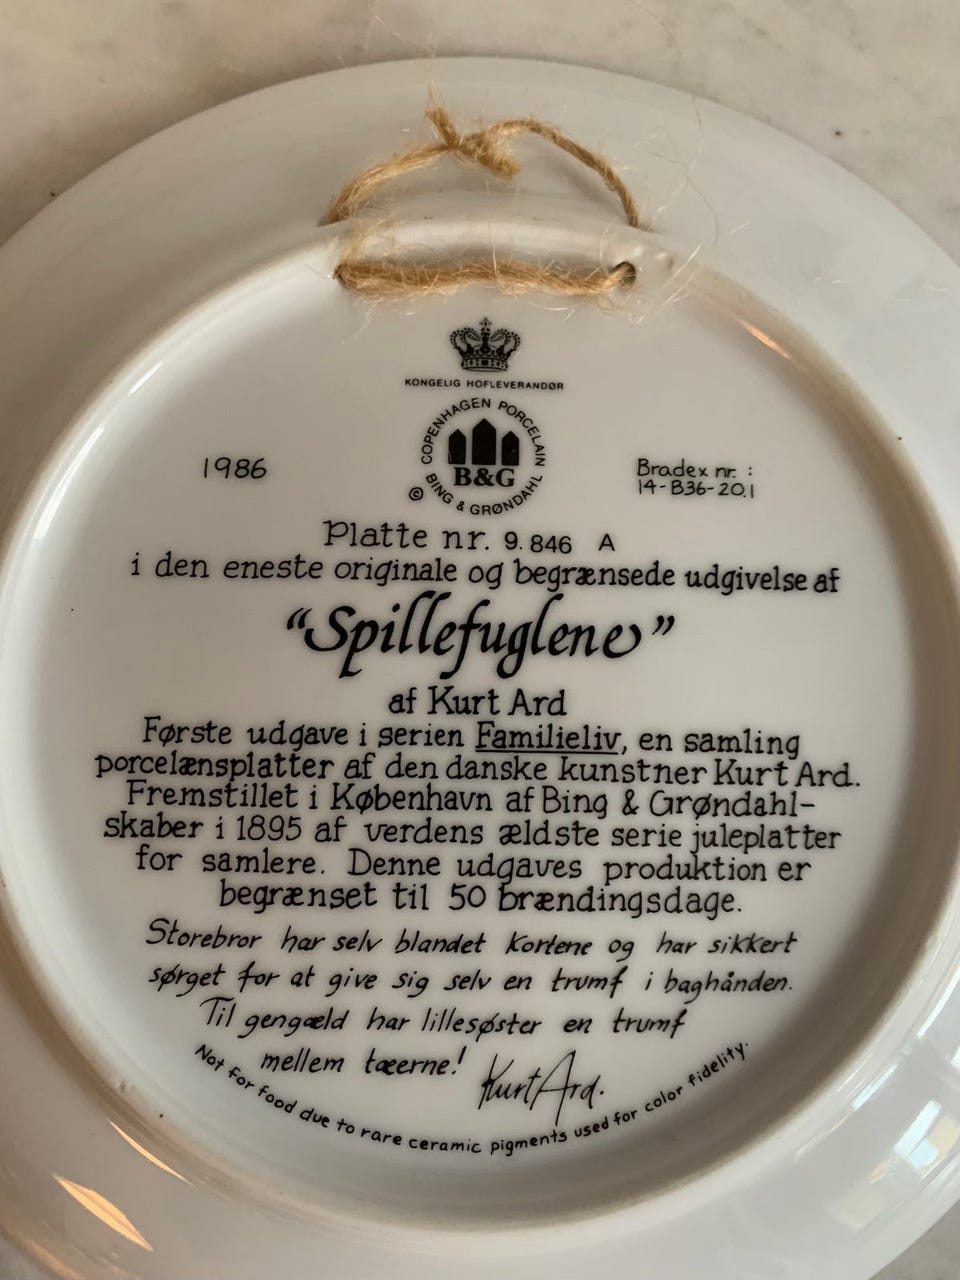 KONGELIG HOFLEVERANDØR
COPENHAGEN PORCELAIN
B&G
© BING & GRØNDAHL
1986
Bradex nr. :
14-B36-20.1
Platte nr. 9.846 A
i den eneste originale og begrænsede udgivelse af
“Spillefuglene”
af Kurt Ard
Første udgave i serien Familieliv, en samling
porcelænsplatter af den danske kunstner Kurt Ard.
Fremstillet i København af Bing & Grøndahl-
skaber i 1895 af verdens ældste serie juleplatter
for samlere. Denne udgaves produktion er
begrænset til 50 brændingsdage.
Storebror har selv blandet kortene og har sikkert
sørget for at give sig selv en trumf i baghånden.
Til gengæld har lillesøster en trumf
mellem tæerne! Kurt Ard.
Not for food due to rare ceramic pigments used for color fidelity.